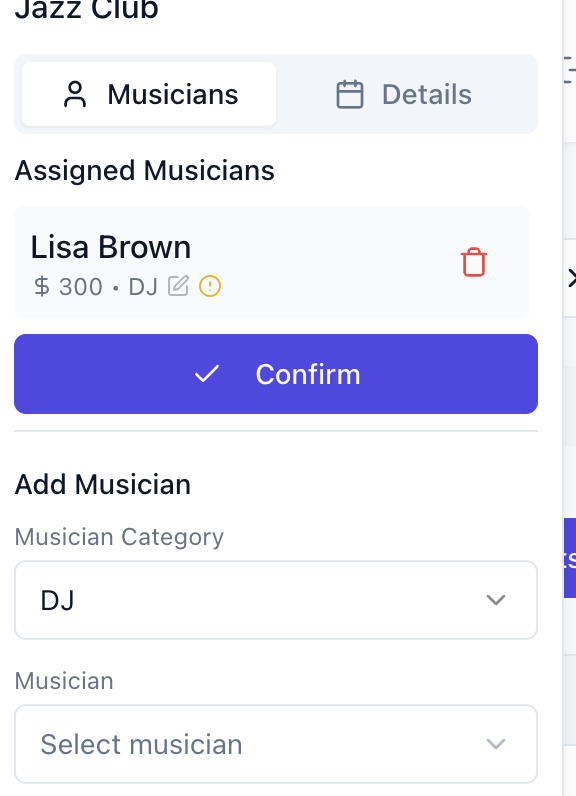 Jazz Club
Musicians
Details
Assigned Musicians
Lisa Brown
$ 300 • DJ
Confirm
Add Musician
Musician Category
DJ
Musician
Select musician